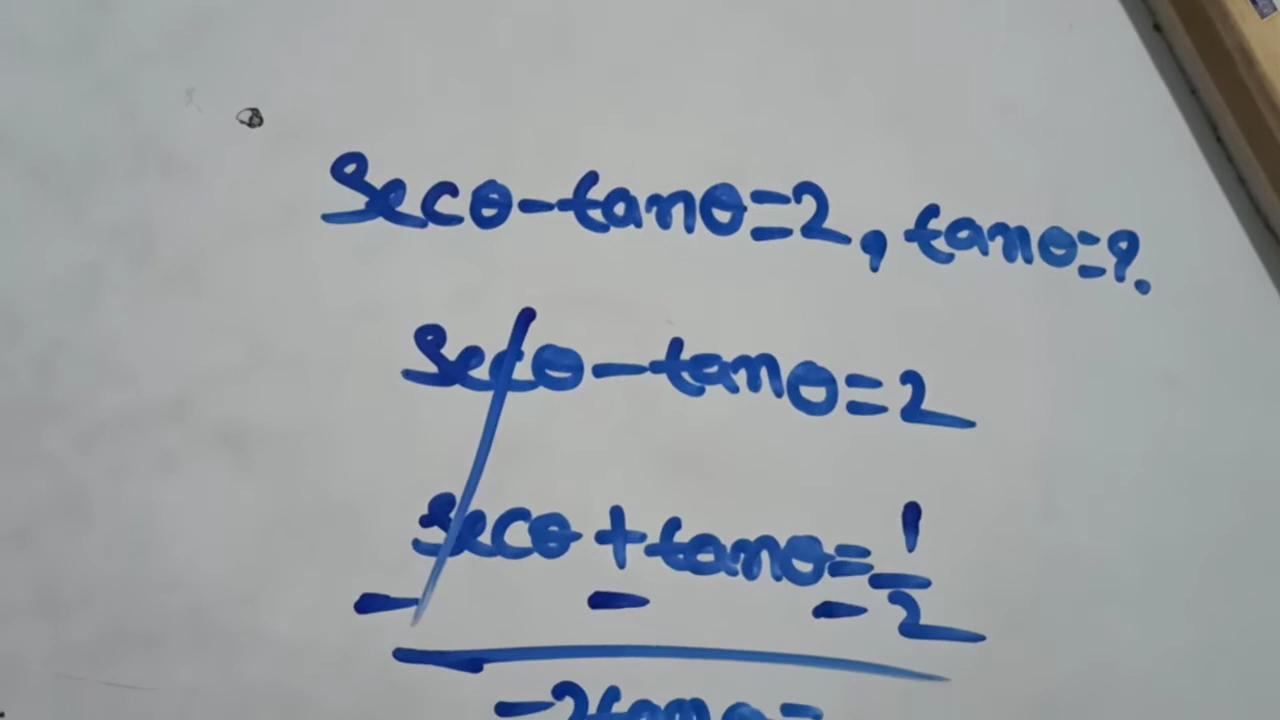 secθ-tanθ=2, tanθ=?.
secθ-tanθ=2
secθ+tanθ=1/2
- - -
-2tanθ=